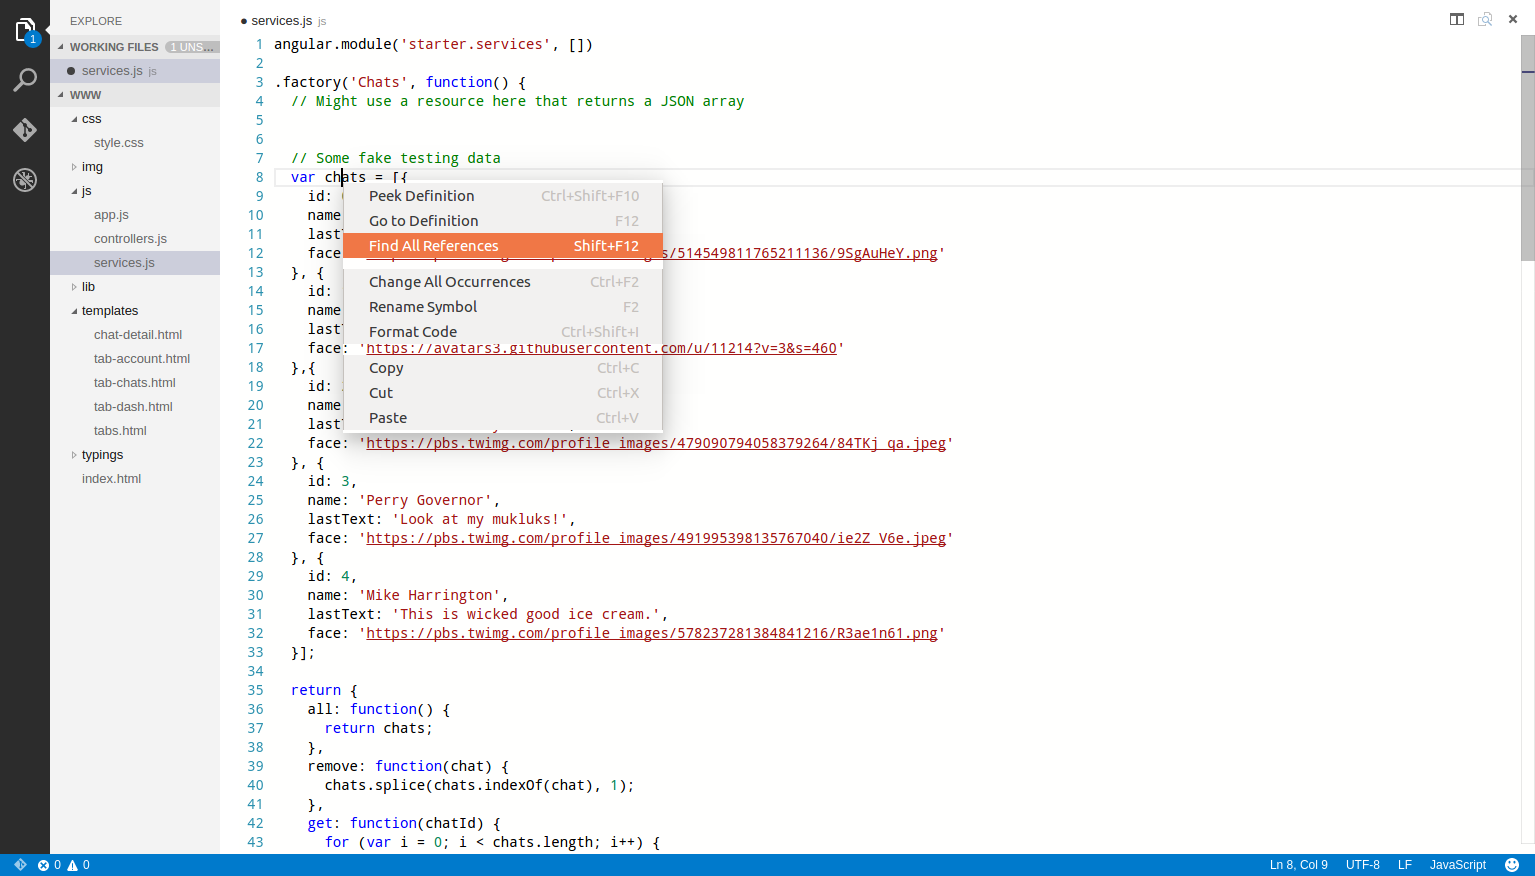 EXPLORE
1
WORKING FILES 1 UNS...
services.js js
WWW
css
style.css
img
js
app.js
controllers.js
services.js
lib
templates
chat-detail.html
tab-account.html
tab-chats.html
tab-dash.html
tabs.html
typings
index.html
services.js js
1 angular.module('starter.services', [])
2
3 .factory('Chats', function() {
4 // Might use a resource here that returns a JSON array
5
6
7 // Some fake testing data
8 var chats = [{
9 id:
10 name
11 last
12 face /514549811765211136/9SgAuHeY.png'
13 }, {
14 id:
15 name
16 last
17 face: 'https://avatars3.githubusercontent.com/u/11214?v=3&s=460'
18 },{
19 id:
20 name
21 last
22 face: 'https://pbs.twimg.com/profile_images/479090794058379264/84TKj_qa.jpeg'
23 }, {
24 id: 3,
25 name: 'Perry Governor',
26 lastText: 'Look at my mukluks!',
27 face: 'https://pbs.twimg.com/profile_images/491995398135767040/ie2Z_V6e.jpeg'
28 }, {
29 id: 4,
30 name: 'Mike Harrington',
31 lastText: 'This is wicked good ice cream.',
32 face: 'https://pbs.twimg.com/profile_images/578237281384841216/R3ae1n61.png'
33 }];
34
35 return {
36 all: function() {
37 return chats;
38 },
39 remove: function(chat) {
40 chats.splice(chats.indexOf(chat), 1);
41 },
42 get: function(chatId) {
43 for (var i = 0; i < chats.length; i++) {
Peek Definition Ctrl+Shift+F10
Go to Definition F12
Find All References Shift+F12
Change All Occurrences Ctrl+F2
Rename Symbol F2
Format Code Ctrl+Shift+I
Copy Ctrl+C
Cut Ctrl+X
Paste Ctrl+V
0 0 Ln 8, Col 9 UTF-8 LF JavaScript